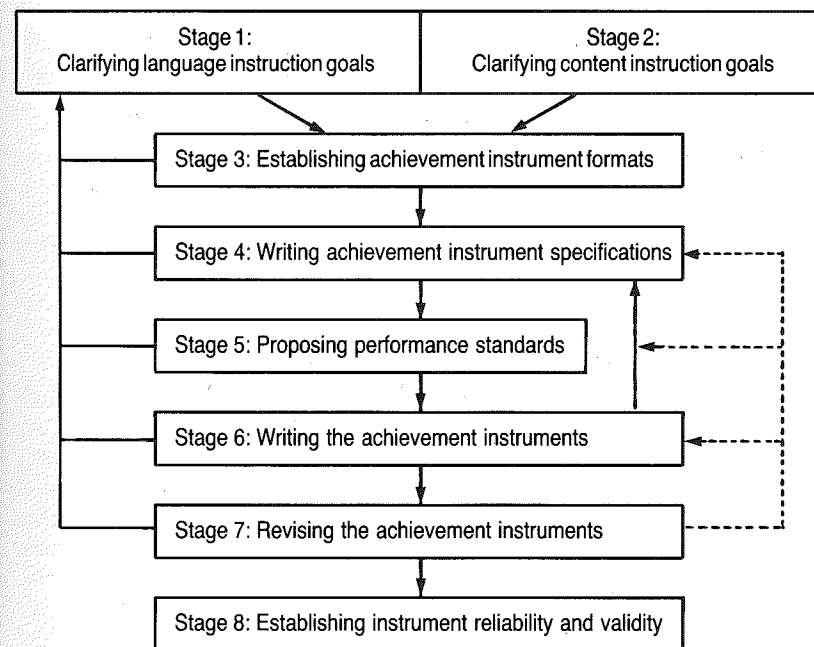 Stage 1:
Clarifying language instruction goals
Stage 2:
Clarifying content instruction goals
Stage 3: Establishing achievement instrument formats
Stage 4: Writing achievement instrument specifications
Stage 5: Proposing performance standards
Stage 6: Writing the achievement instruments
Stage 7: Revising the achievement instruments
Stage 8: Establishing instrument reliability and validity